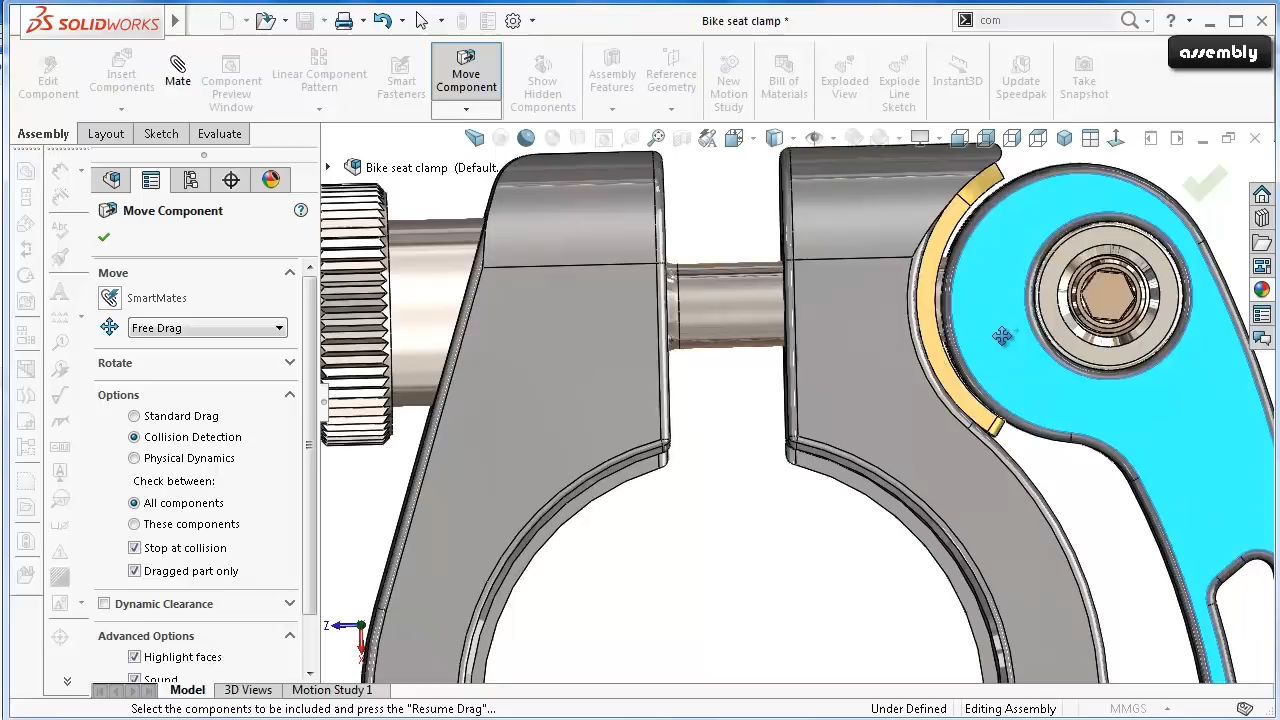 SOLIDWORKS
Bike seat clamp *
com
assembly
Edit Component
Insert Components
Mate
Component Preview Window
Linear Component Pattern
Smart Fasteners
Move Component
Show Hidden Components
Assembly Features
Reference Geometry
New Motion Study
Bill of Materials
Exploded View
Explode Line Sketch
Instant3D
Update Speedpak
Take Snapshot
Assembly
Layout
Sketch
Evaluate
Bike seat clamp (Default...
Move Component
Move
SmartMates
Free Drag
Rotate
Options
Standard Drag
Collision Detection
Physical Dynamics
Check between:
All components
These components
Stop at collision
Dragged part only
Dynamic Clearance
Advanced Options
Highlight faces
Sound
Z
X
Model
3D Views
Motion Study 1
Select the components to be included and press the "Resume Drag"...
Under Defined
Editing Assembly
MMGS